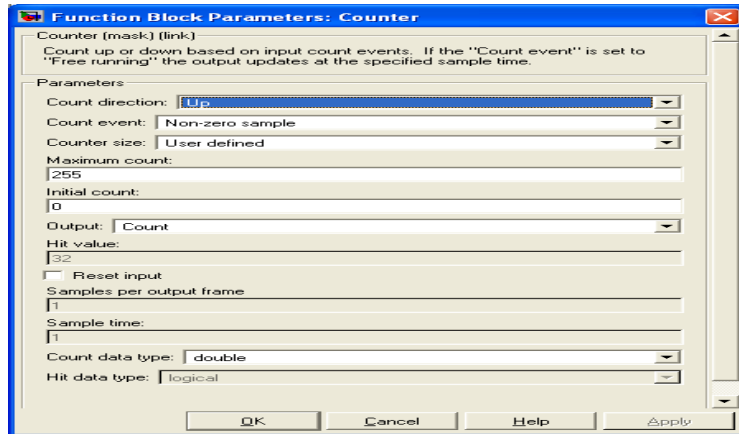 Function Block Parameters: Counter
Counter (mask) (link)
Count up or down based on input count events. If the "Count event" is set to
"Free running" the output updates at the specified sample time.
Parameters
Count direction: Up
Count event: Non-zero sample
Counter size: User defined
Maximum count:
255
Initial count:
0
Output: Count
Hit value:
32
Reset input
Samples per output frame
1
Sample time:
1
Count data type: double
Hit data type: logical
OK Cancel Help Apply